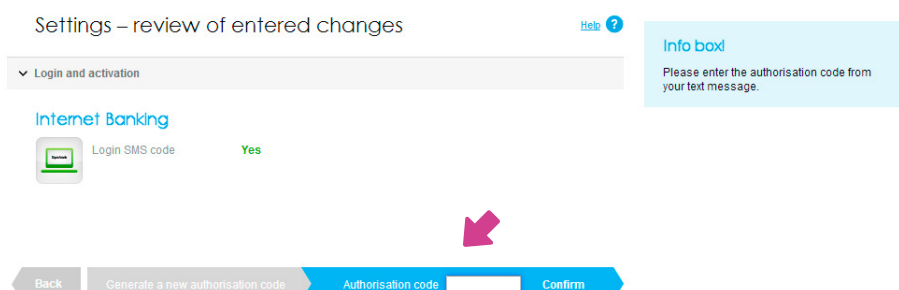 Settings – review of entered changes
Help ?
Info box!
Please enter the authorisation code from
your text message.
Login and activation
Internet Banking
Login SMS code Yes
Back
Generate a new authorisation code
Authorisation code
Confirm